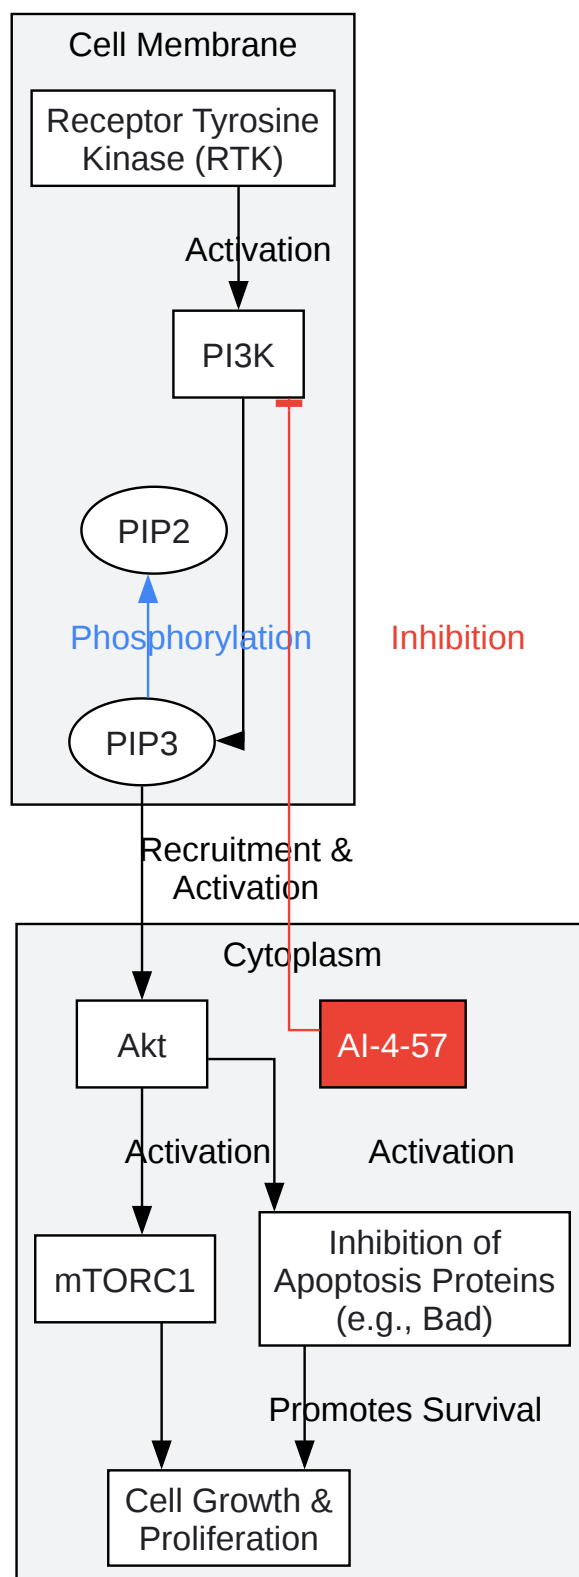 Cell Membrane
Receptor Tyrosine
Kinase (RTK)
Activation
PI3K
PIP2
Phosphorylation
Inhibition
PIP3
Recruitment &
Activation
Cytoplasm
Akt
AI-4-57
Activation
Activation
mTORC1
Inhibition of
Apoptosis Proteins
(e.g., Bad)
Promotes Survival
Cell Growth &
Proliferation